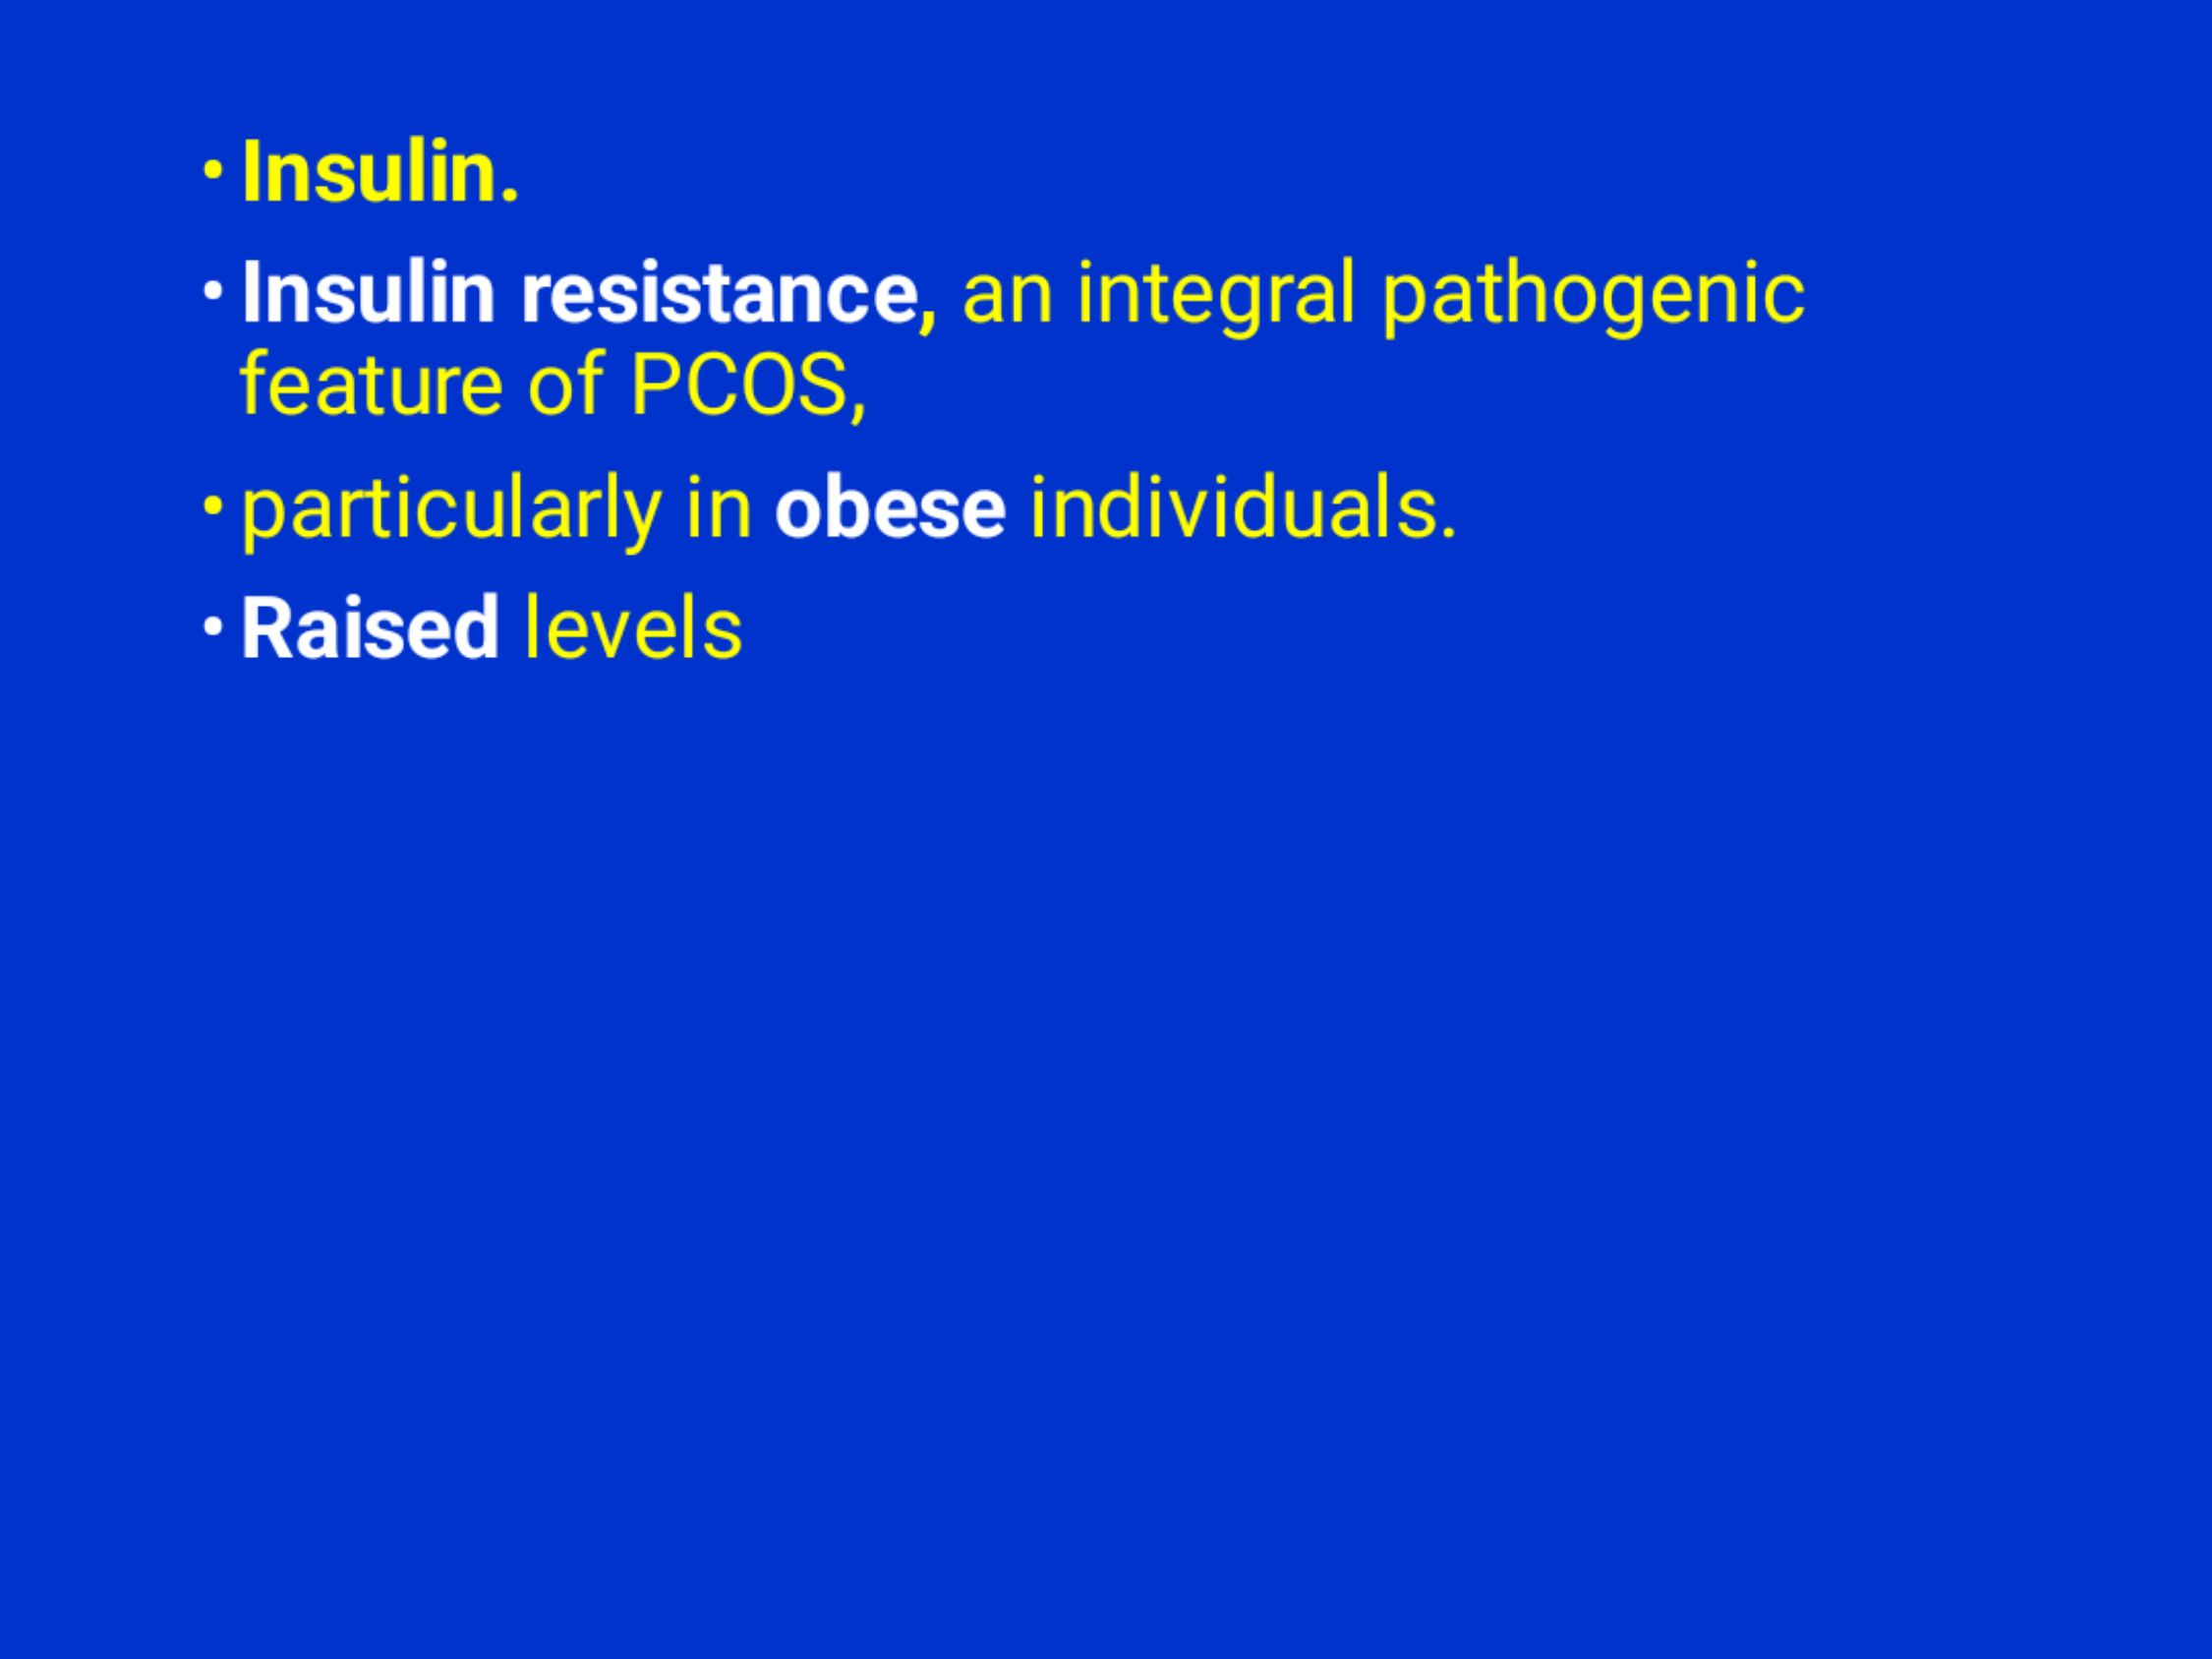 • Insulin.
• Insulin resistance, an integral pathogenic
feature of PCOS,
• particularly in obese individuals.
• Raised levels